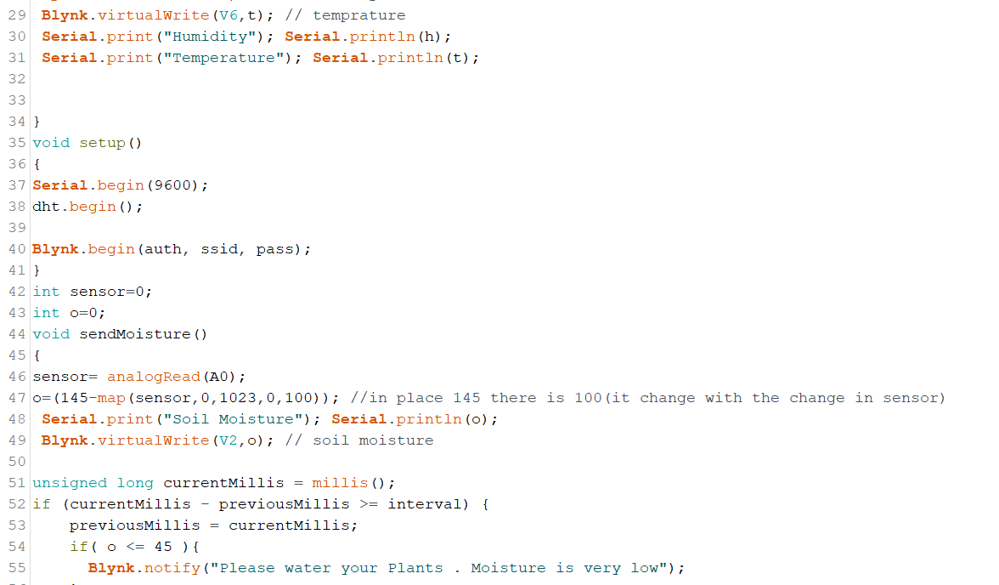 29 Blynk.virtualWrite(V6,t); // temprature
30 Serial.print("Humidity"); Serial.println(h);
31 Serial.print("Temperature"); Serial.println(t);
32
33
34 }
35 void setup()
36 {
37 Serial.begin(9600);
38 dht.begin();
39
40 Blynk.begin(auth, ssid, pass);
41 }
42 int sensor=0;
43 int o=0;
44 void sendMoisture()
45 {
46 sensor= analogRead(A0);
47 o=(145-map(sensor,0,1023,0,100)); //in place 145 there is 100(it change with the change in sensor)
48 Serial.print("Soil Moisture"); Serial.println(o);
49 Blynk.virtualWrite(V2,o); // soil moisture
50
51 unsigned long currentMillis = millis();
52 if (currentMillis - previousMillis >= interval) {
53 previousMillis = currentMillis;
54 if( o <= 45 ){
55 Blynk.notify("Please water your Plants . Moisture is very low");